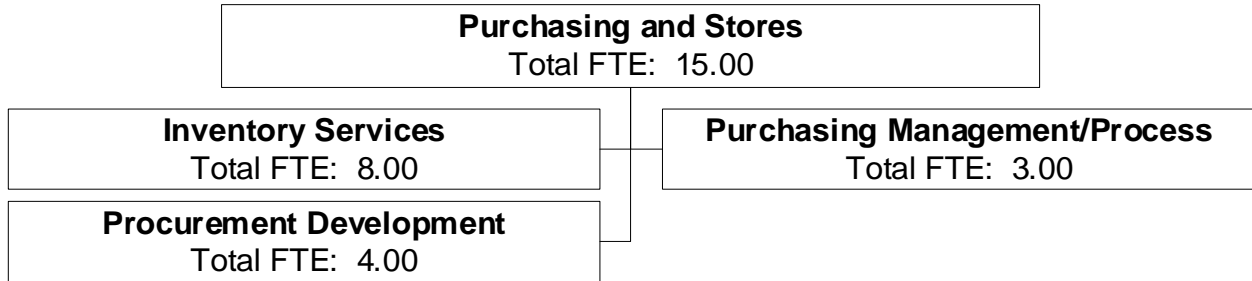 Purchasing and Stores
Total FTE: 15.00
Inventory Services
Total FTE: 8.00
Purchasing Management/Process
Total FTE: 3.00
Procurement Development
Total FTE: 4.00